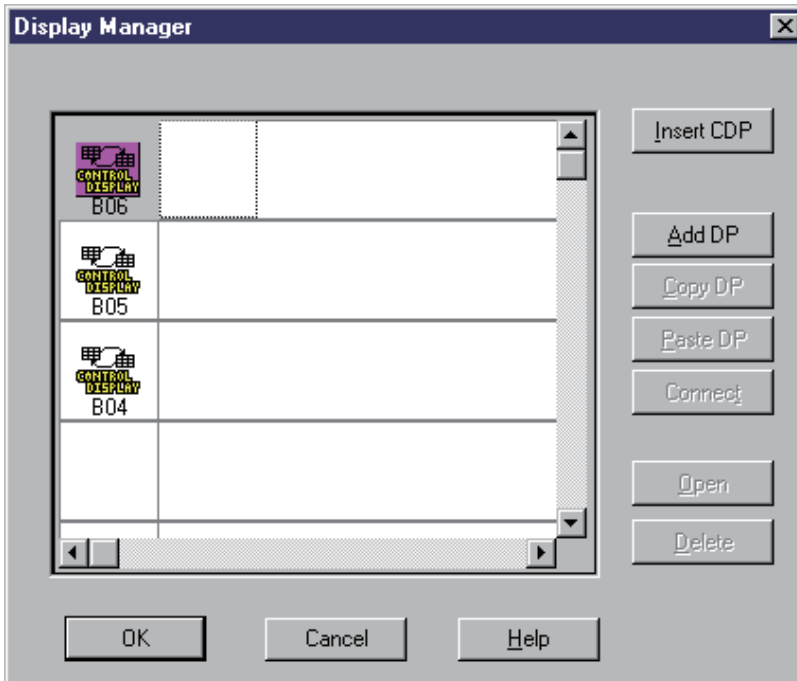 Display Manager
CONTROL
DISPLAY
B06
CONTROL
DISPLAY
B05
CONTROL
DISPLAY
B04
Insert CDP
Add DP
Copy DP
Paste DP
Connect
Open
Delete
OK
Cancel
Help